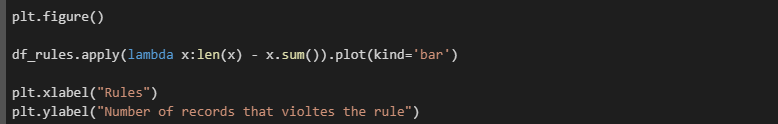 plt.figure()
df_rules.apply(lambda x:len(x) - x.sum()).plot(kind='bar')
plt.xlabel("Rules")
plt.ylabel("Number of records that violtes the rule")